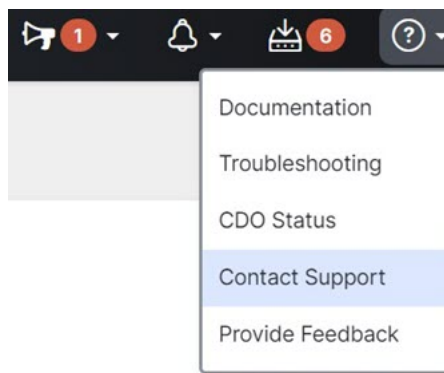 1
6
?
Documentation
Troubleshooting
CDO Status
Contact Support
Provide Feedback